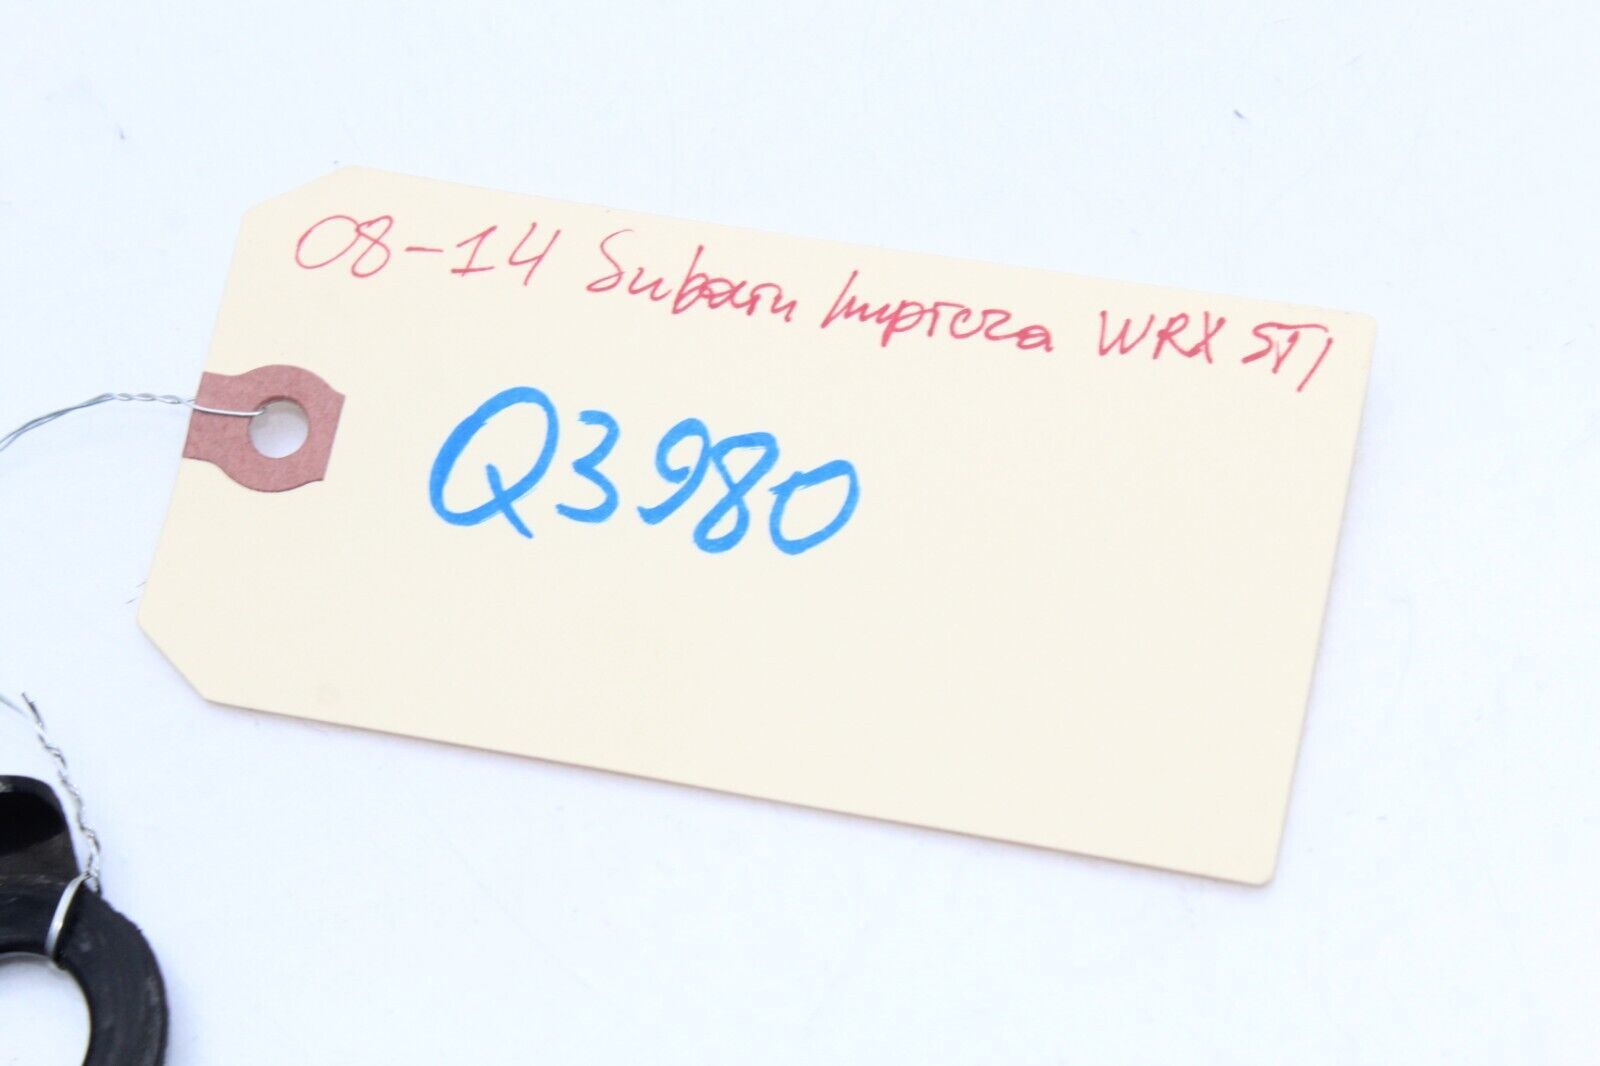 08-14 Subaru Impreza WRX STI
Q3980